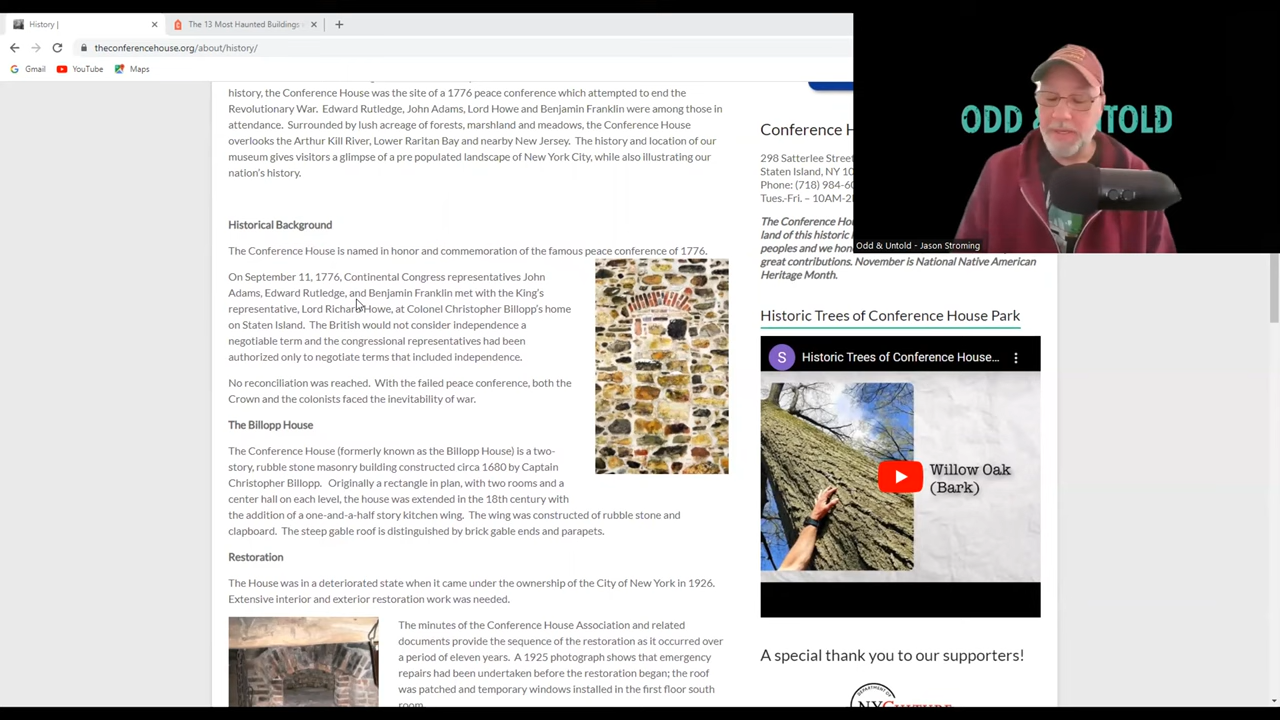 History |
The 13 Most Haunted Buildings
theconferencehouse.org/about/history/
Gmail
YouTube
Maps
history, the Conference House was the site of a 1776 peace conference which attempted to end the
Revolutionary War. Edward Rutledge, John Adams, Lord Howe and Benjamin Franklin were among those in
attendance. Surrounded by lush acreage of forests, marshland and meadows, the Conference House
overlooks the Arthur Kill River, Lower Raritan Bay and nearby New Jersey. The history and location of our
museum gives visitors a glimpse of a pre populated landscape of New York City, while also illustrating our
nation's history.
Historical Background
The Conference House is named in honor and commemoration of the famous peace conference of 1776.
On September 11, 1776, Continental Congress representatives John
Adams, Edward Rutledge, and Benjamin Franklin met with the King's
representative, Lord Richard Howe, at Colonel Christopher Billopp's home
on Staten Island. The British would not consider independence a
negotiable term and the congressional representatives had been
authorized only to negotiate terms that included independence.
No reconciliation was reached. With the failed peace conference, both the
Crown and the colonists faced the inevitability of war.
The Billopp House
The Conference House (formerly known as the Billopp House) is a two-
story, rubble stone masonry building constructed circa 1680 by Captain
Christopher Billopp. Originally a rectangle in plan, with two rooms and a
center hall on each level, the house was extended in the 18th century with
the addition of a one-and-a-half story kitchen wing. The wing was constructed of rubble stone and
clapboard. The steep gable roof is distinguished by brick gable ends and parapets.
Restoration
The House was in a deteriorated state when it came under the ownership of the City of New York in 1926.
Extensive interior and exterior restoration work was needed.
The minutes of the Conference House Association and related
documents provide the sequence of the restoration as it occurred over
a period of eleven years. A 1925 photograph shows that emergency
repairs had been undertaken before the restoration began; the roof
was patched and temporary windows installed in the first floor south
room.
ODD & UNTOLD
Odd & Untold - Jason Stroming
Conference H
298 Satterlee Street
Staten Island, NY 10
Phone: (718) 984-60
Tues.-Fri. – 10AM-2
The Conference Hou
land of this historic
peoples and we hon
great contributions. November is National Native American
Heritage Month.
Historic Trees of Conference House Park
S
Historic Trees of Conference House...
Willow Oak
(Bark)
A special thank you to our supporters!
DEPARTMENT OF
NYCULTURE